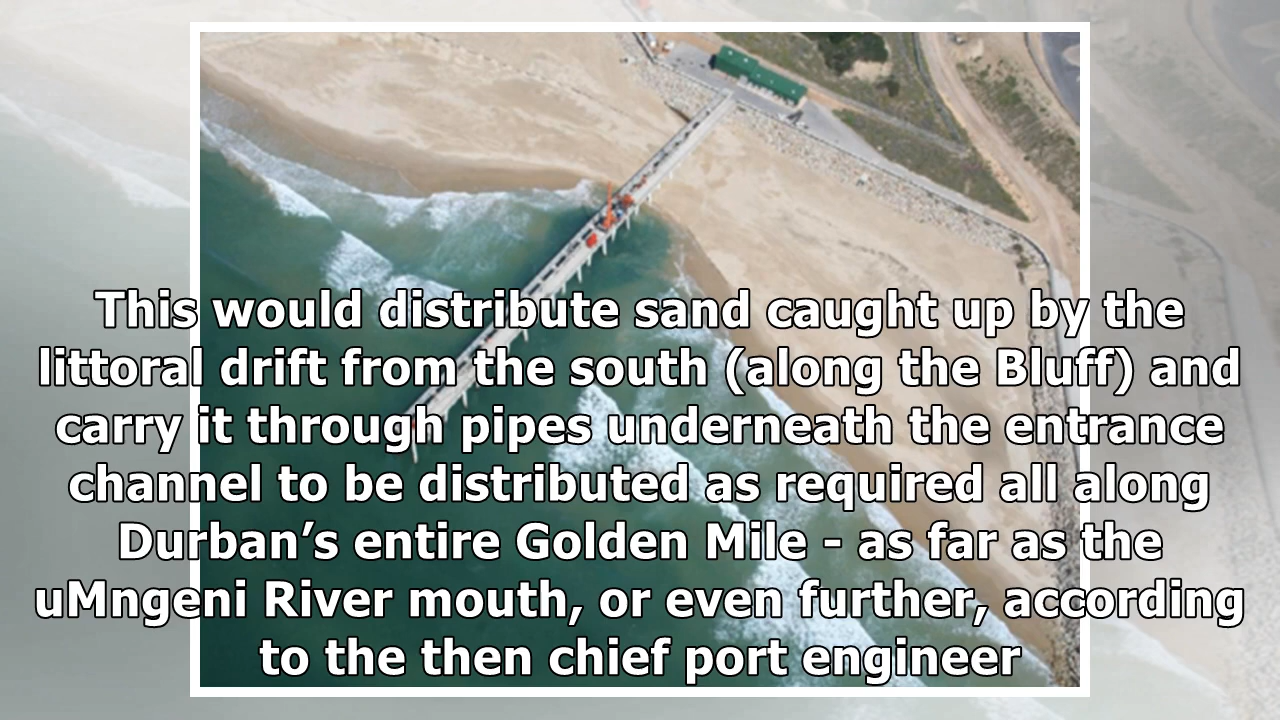 This would distribute sand caught up by the
littoral drift from the south (along the Bluff) and
carry it through pipes underneath the entrance
channel to be distributed as required all along
Durban’s entire Golden Mile - as far as the
uMngeni River mouth, or even further, according
to the then chief port engineer